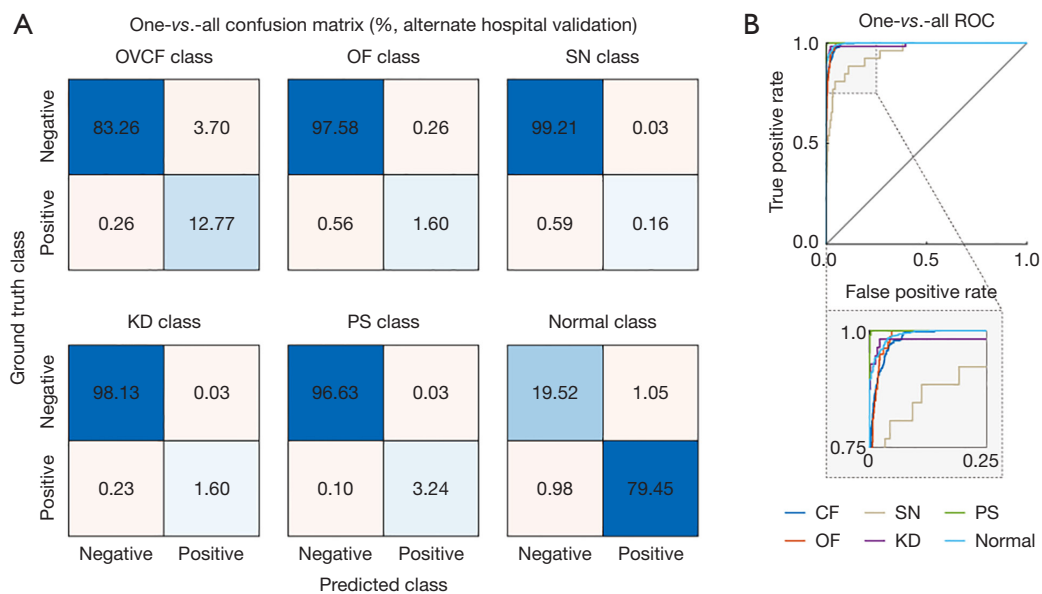 A
One-vs.-all confusion matrix (%, alternate hospital validation)
OVCF class OF class SN class
Ground truth class
Negative
83.26 3.70 97.58 0.26 99.21 0.03
Positive
0.26 12.77 0.56 1.60 0.59 0.16
KD class PS class Normal class
Negative
98.13 0.03 96.63 0.03 19.52 1.05
Positive
0.23 1.60 0.10 3.24 0.98 79.45
Negative Positive Negative Positive Negative Positive
Predicted class
B
One-vs.-all ROC
True positive rate
1.0
0.5
0.0
0.0 0.5 1.0
False positive rate
1.0
0.75
0 0.25
CF SN PS
OF KD Normal